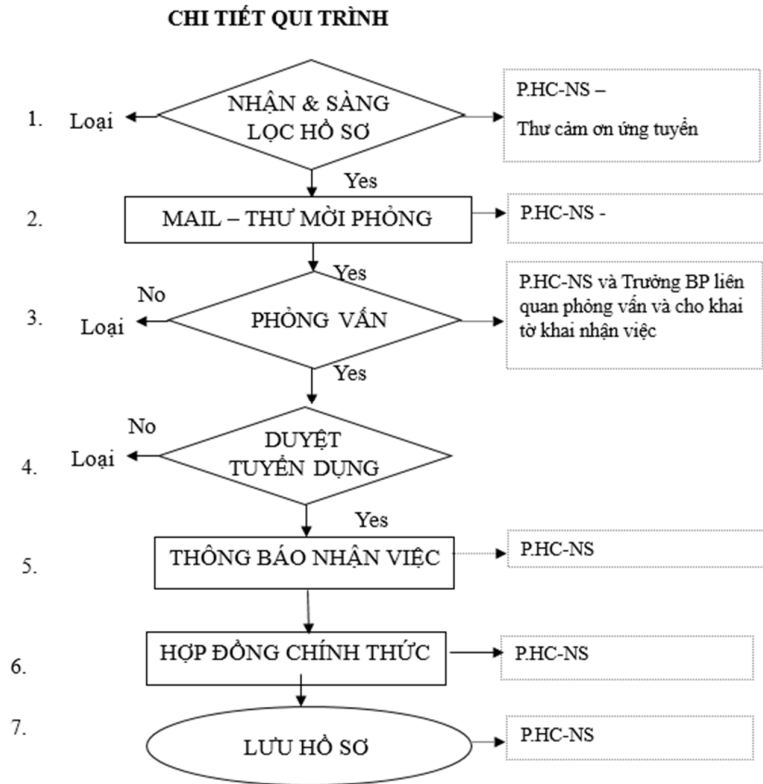 CHI TIẾT QUI TRÌNH
1.
Loại
NHẬN & SÀNG
LỌC HỒ SƠ
P.HC-NS –
Thư cảm ơn ứng tuyển
Yes
2.
MAIL – THƯ MỜI PHỎNG
P.HC-NS -
Yes
3.
No
Loại
PHỎNG VẤN
P.HC-NS và Trưởng BP liên
quan phỏng vấn và cho khai
tờ khai nhận việc
Yes
4.
No
Loại
DUYỆT
TUYỂN DỤNG
Yes
5.
THÔNG BÁO NHẬN VIỆC
P.HC-NS
6.
HỢP ĐỒNG CHÍNH THỨC
P.HC-NS
7.
LƯU HỒ SƠ
P.HC-NS